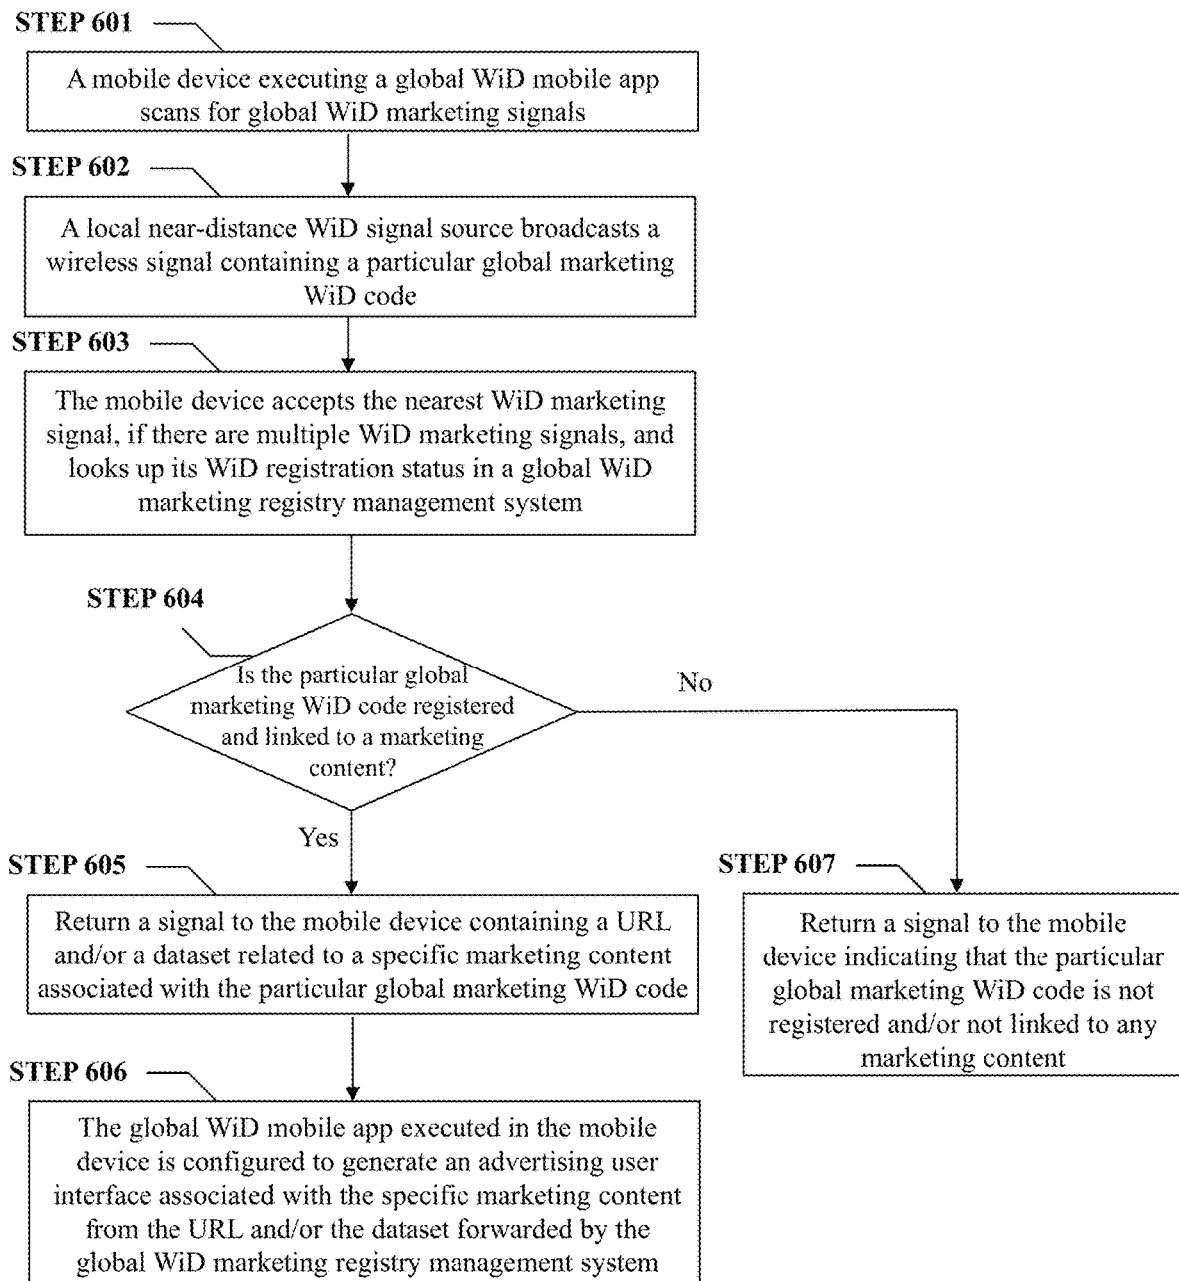 STEP 601
A mobile device executing a global WiD mobile app
scans for global WiD marketing signals
STEP 602
A local near-distance WiD signal source broadcasts a
wireless signal containing a particular global marketing
WiD code
STEP 603
The mobile device accepts the nearest WiD marketing
signal, if there are multiple WiD marketing signals, and
looks up its WiD registration status in a global WiD
marketing registry management system
STEP 604
Is the particular global
marketing WiD code registered
and linked to a marketing
content?
No
Yes
STEP 605
Return a signal to the mobile device containing a URL
and/or a dataset related to a specific marketing content
associated with the particular global marketing WiD code
STEP 607
Return a signal to the mobile
device indicating that the particular
global marketing WiD code is not
registered and/or not linked to any
marketing content
STEP 606
The global WiD mobile app executed in the mobile
device is configured to generate an advertising user
interface associated with the specific marketing content
from the URL and/or the dataset forwarded by the
global WiD marketing registry management system